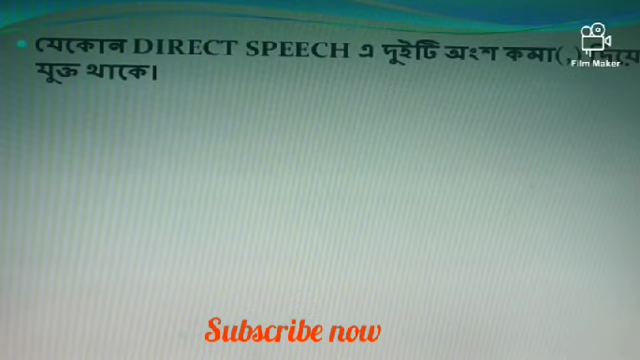 যেকোন DIRECT SPEECH এ দুইটি অংশ কমা(,) দিয়ে
যুক্ত থাকে।
Film Maker
Subscribe now